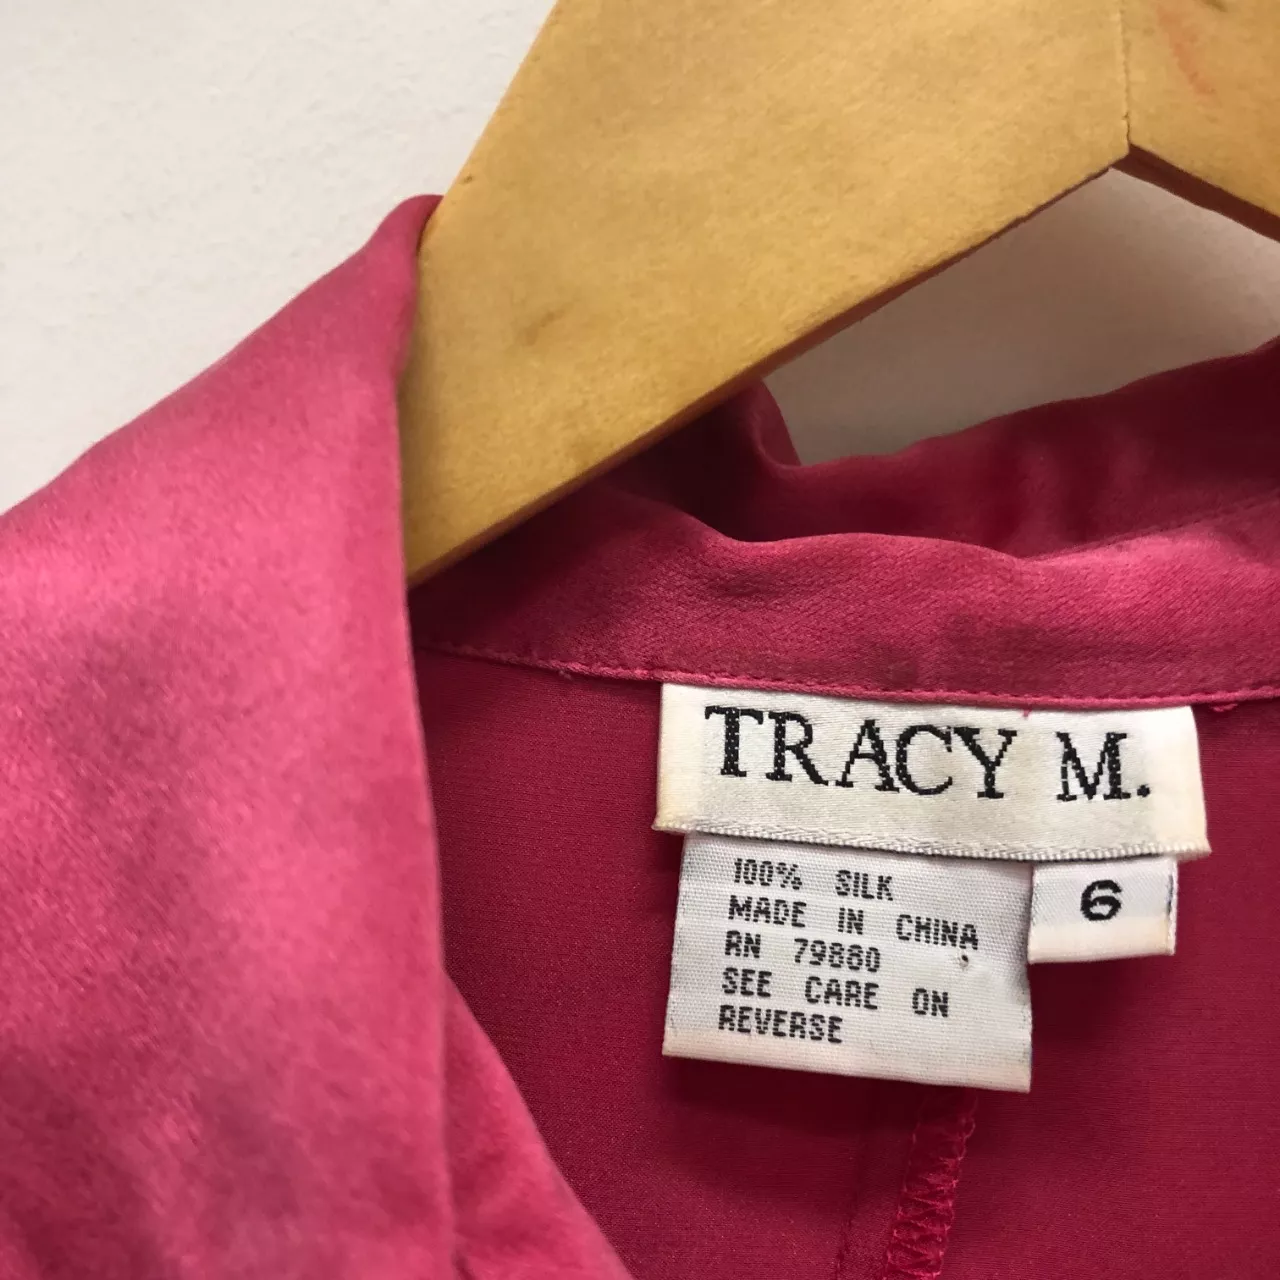 TRACY M.
100% SILK
MADE IN CHINA
RN 79880
SEE CARE ON
REVERSE
6